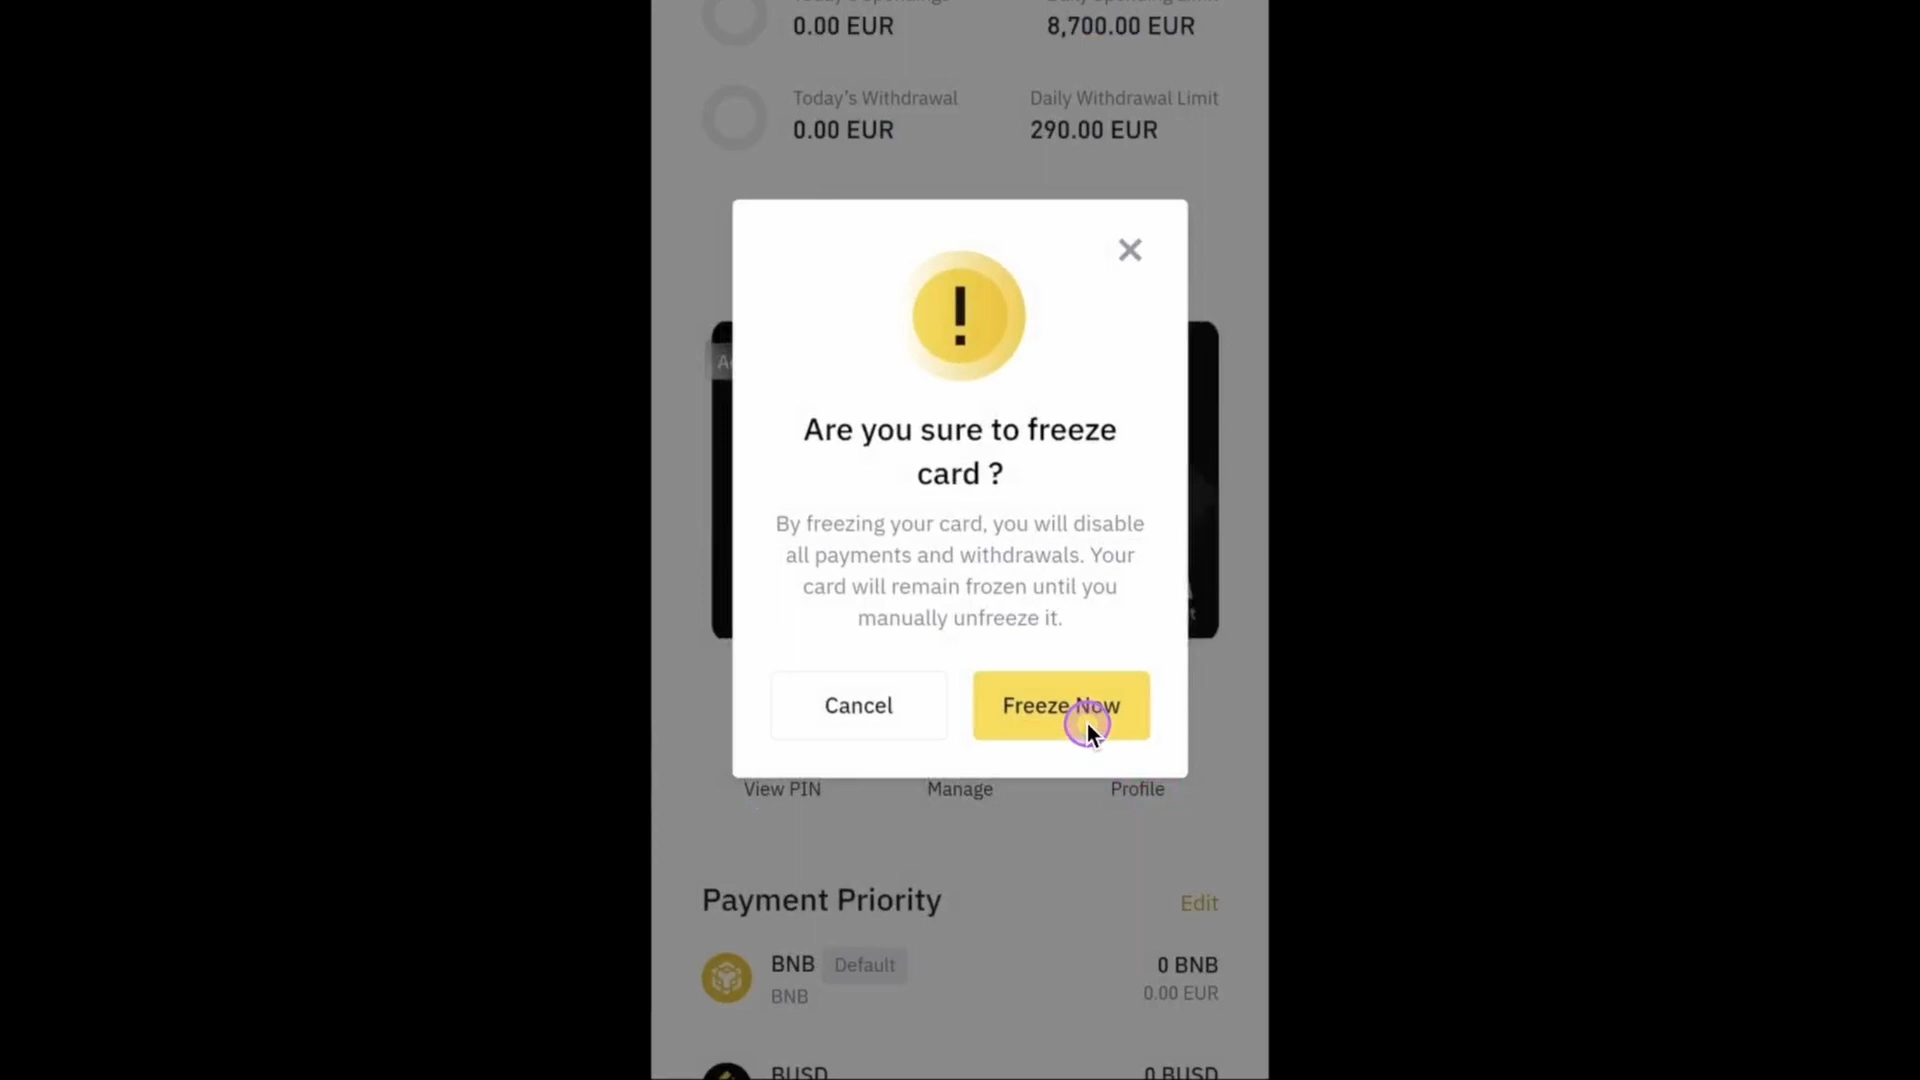 0.00 EUR
8,700.00 EUR
Today's Withdrawal
Daily Withdrawal Limit
0.00 EUR
290.00 EUR
Are you sure to freeze
card ?
By freezing your card, you will disable
all payments and withdrawals. Your
card will remain frozen until you
manually unfreeze it.
Cancel
Freeze Now
View PIN
Manage
Profile
Payment Priority
Edit
BNB
Default
0 BNB
BNB
0.00 EUR
BUSD
0 BUSD